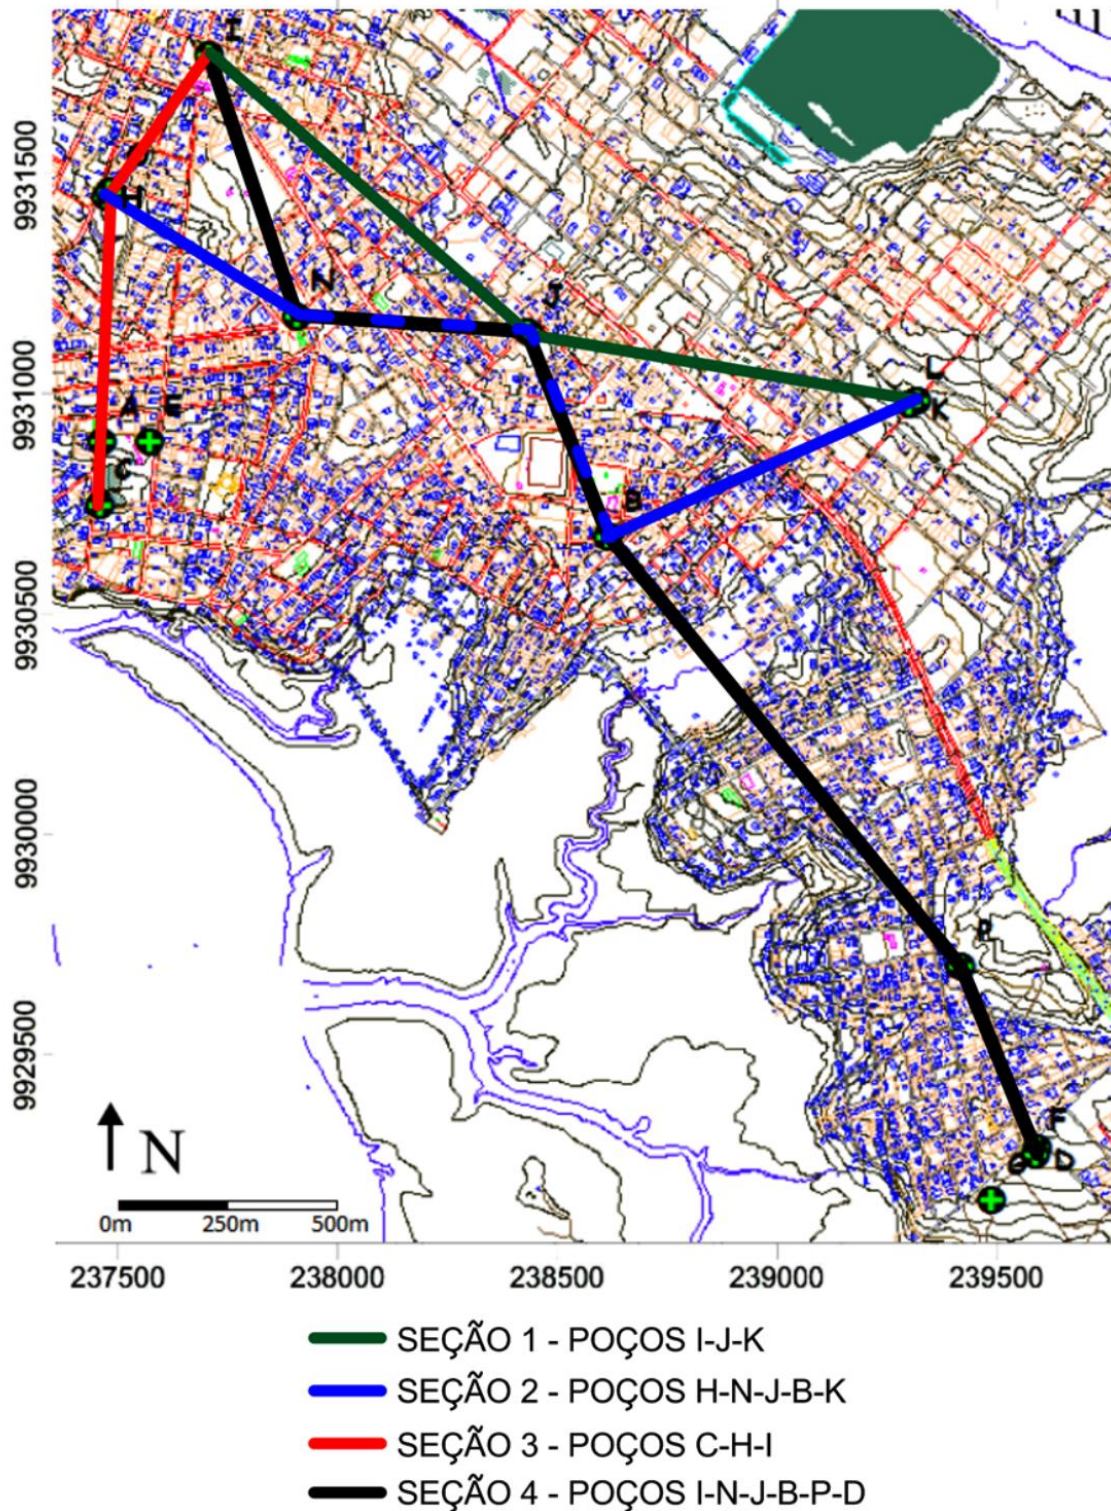 I
9931500
H
N
J
L
9931000
K
A
E
C
B
9930500
9930000
P
9929500
F
G
D
N
0m 250m 500m
237500 238000 238500 239000 239500
SEÇÃO 1 - POÇOS I-J-K
SEÇÃO 2 - POÇOS H-N-J-B-K
SEÇÃO 3 - POÇOS C-H-I
SEÇÃO 4 - POÇOS I-N-J-B-P-D